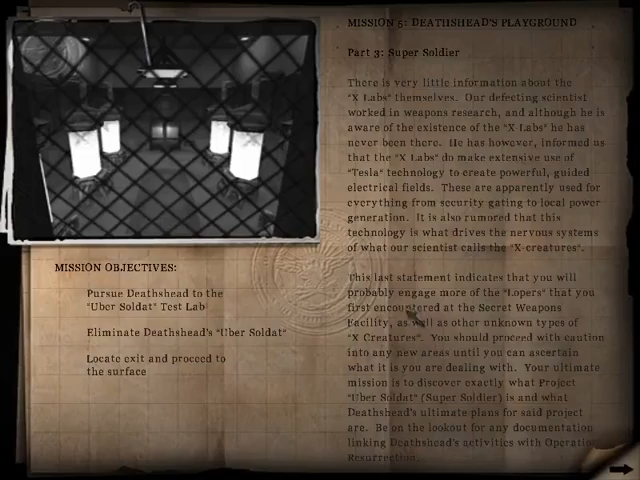 MISSION 5: DEATHSHEAD'S PLAYGROUND
Part 3: Super Soldier
There is very little information about the
"X Labs" themselves. Our defecting scientist
worked in weapons research, and although he is
aware of the existence of the "X Labs" he has
never been there. He has however, informed us
that the "X Labs" do make extensive use of
"Tesla" technology to create powerful, guided
electrical fields. These are apparently used for
everything from security gating to local power
generation. It is also rumored that this
technology is what drives the nervous systems
of what our scientist calls the "X-creatures".
This last statement indicates that you will
probably engage more of the "Lopers" that you
first encountered at the Secret Weapons
Facility, as well as other unknown types of
"X Creatures". You should proceed with caution
into any new areas until you can ascertain
what it is you are dealing with. Your ultimate
mission is to discover exactly what Project
"Uber Soldat" (Super Soldier) is and what
Deathshead's ultimate plans for said project
are. Be on the lookout for any documentation
linking Deathshead's activities with Operation
Resurrection.
MISSION OBJECTIVES:
Pursue Deathshead to the
"Uber Soldat" Test Lab
Eliminate Deathshead's "Uber Soldat"
Locate exit and proceed to
the surface